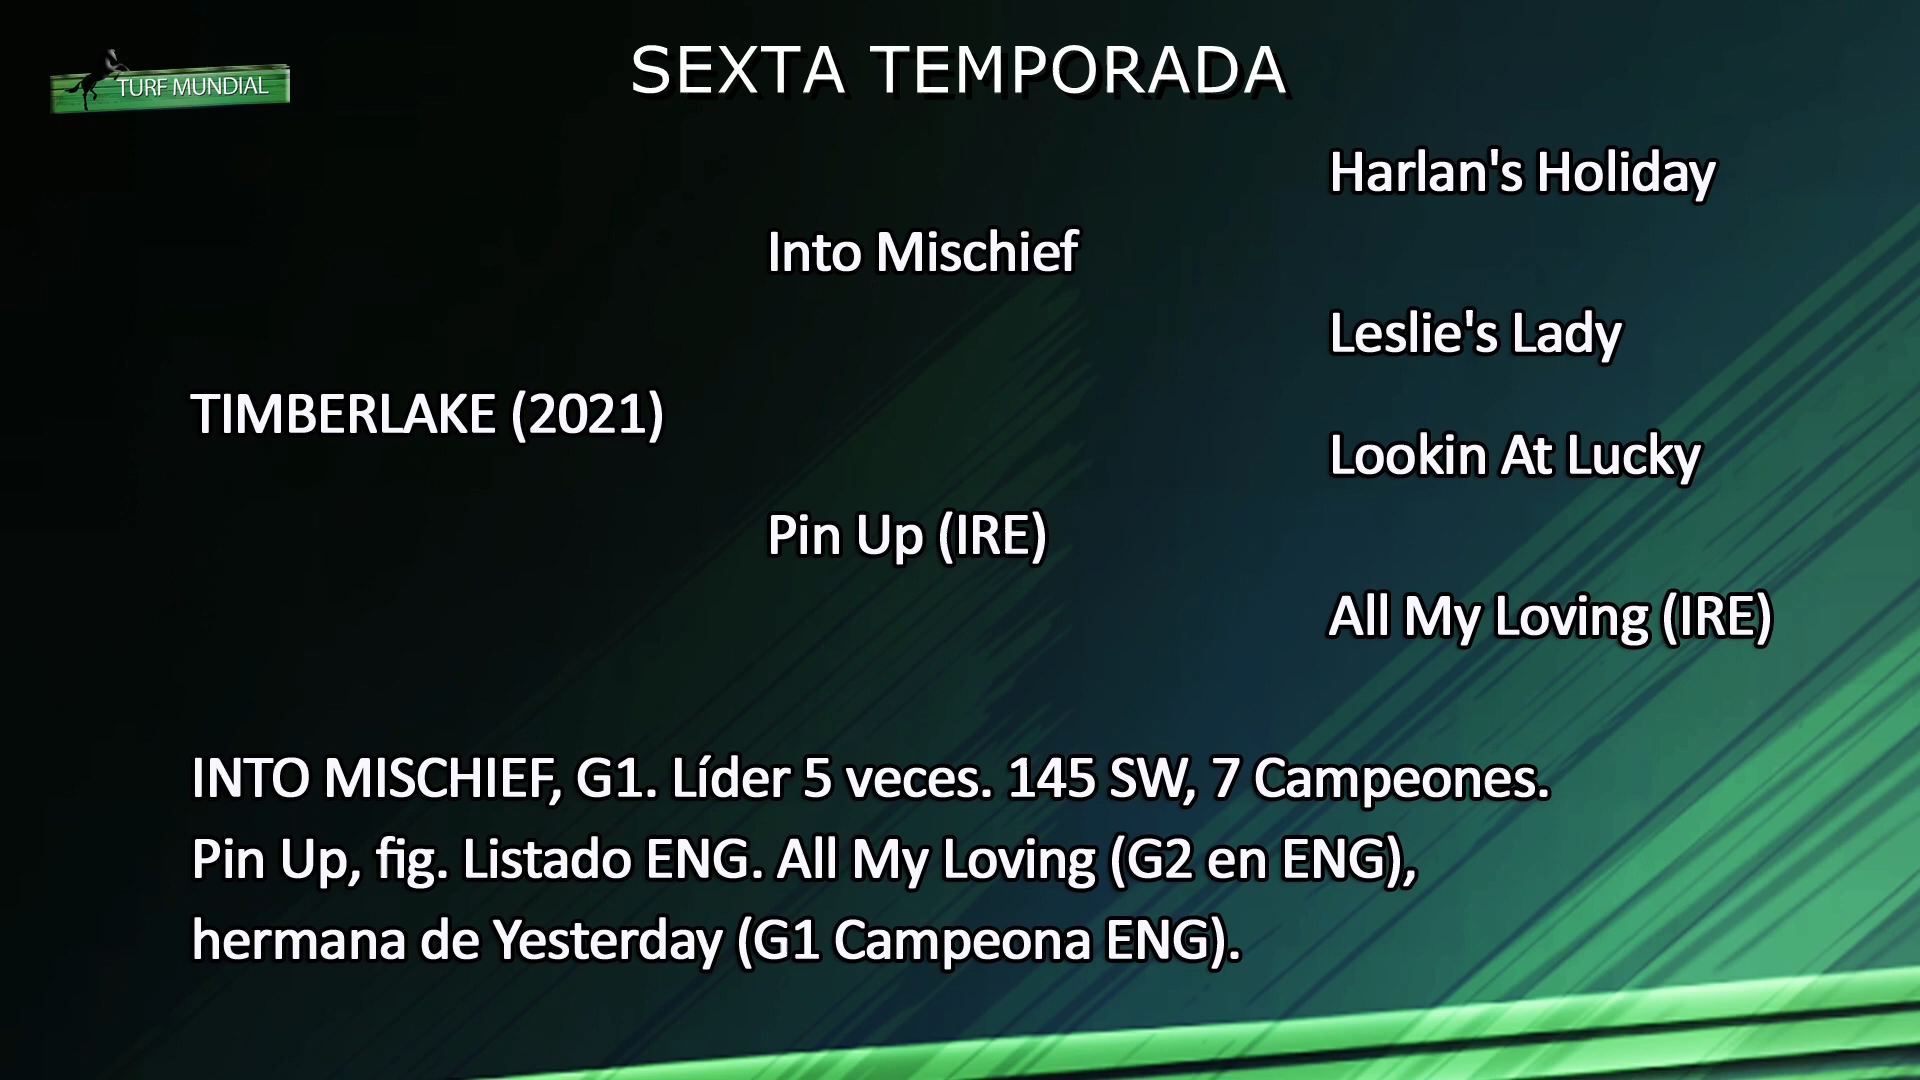 TURF MUNDIAL
SEXTA TEMPORADA
Harlan's Holiday
Into Mischief
Leslie's Lady
TIMBERLAKE (2021)
Lookin At Lucky
Pin Up (IRE)
All My Loving (IRE)
INTO MISCHIEF, G1. Líder 5 veces. 145 SW, 7 Campeones.
Pin Up, fig. Listado ENG. All My Loving (G2 en ENG),
hermana de Yesterday (G1 Campeona ENG).